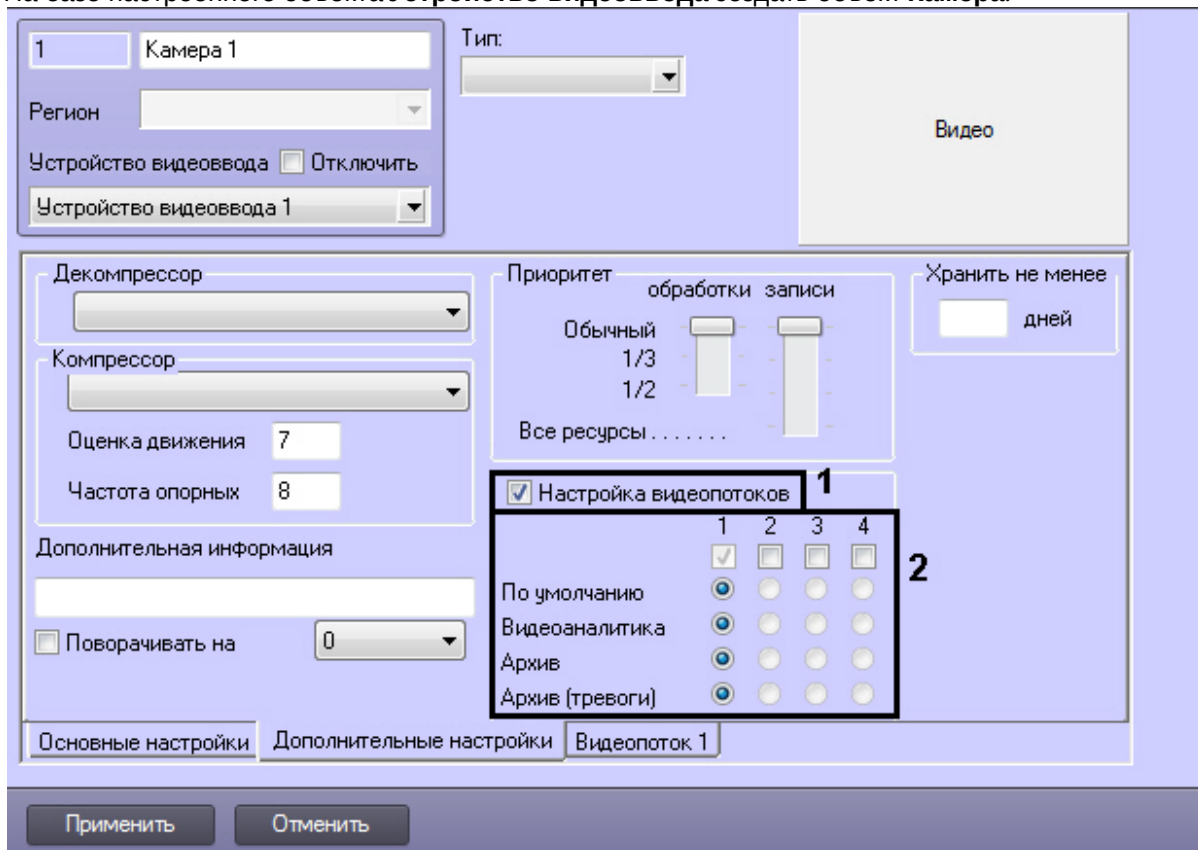 1 Камера 1
Тип:
Регион
Видео
Устройство видеоввода Отключить
Устройство видеоввода 1
Декомпрессор
Компрессор
Оценка движения 7
Частота опорных 8
Дополнительная информация
Поворачивать на 0
Приоритет
обработки записи
Обычный
1/3
1/2
Все ресурсы.......
Хранить не менее
дней
Настройка видеопотоков 1
1 2 3 4
2
По умолчанию
Видеоаналитика
Архив
Архив (тревоги)
Основные настройки Дополнительные настройки Видеопоток 1
Применить Отменить